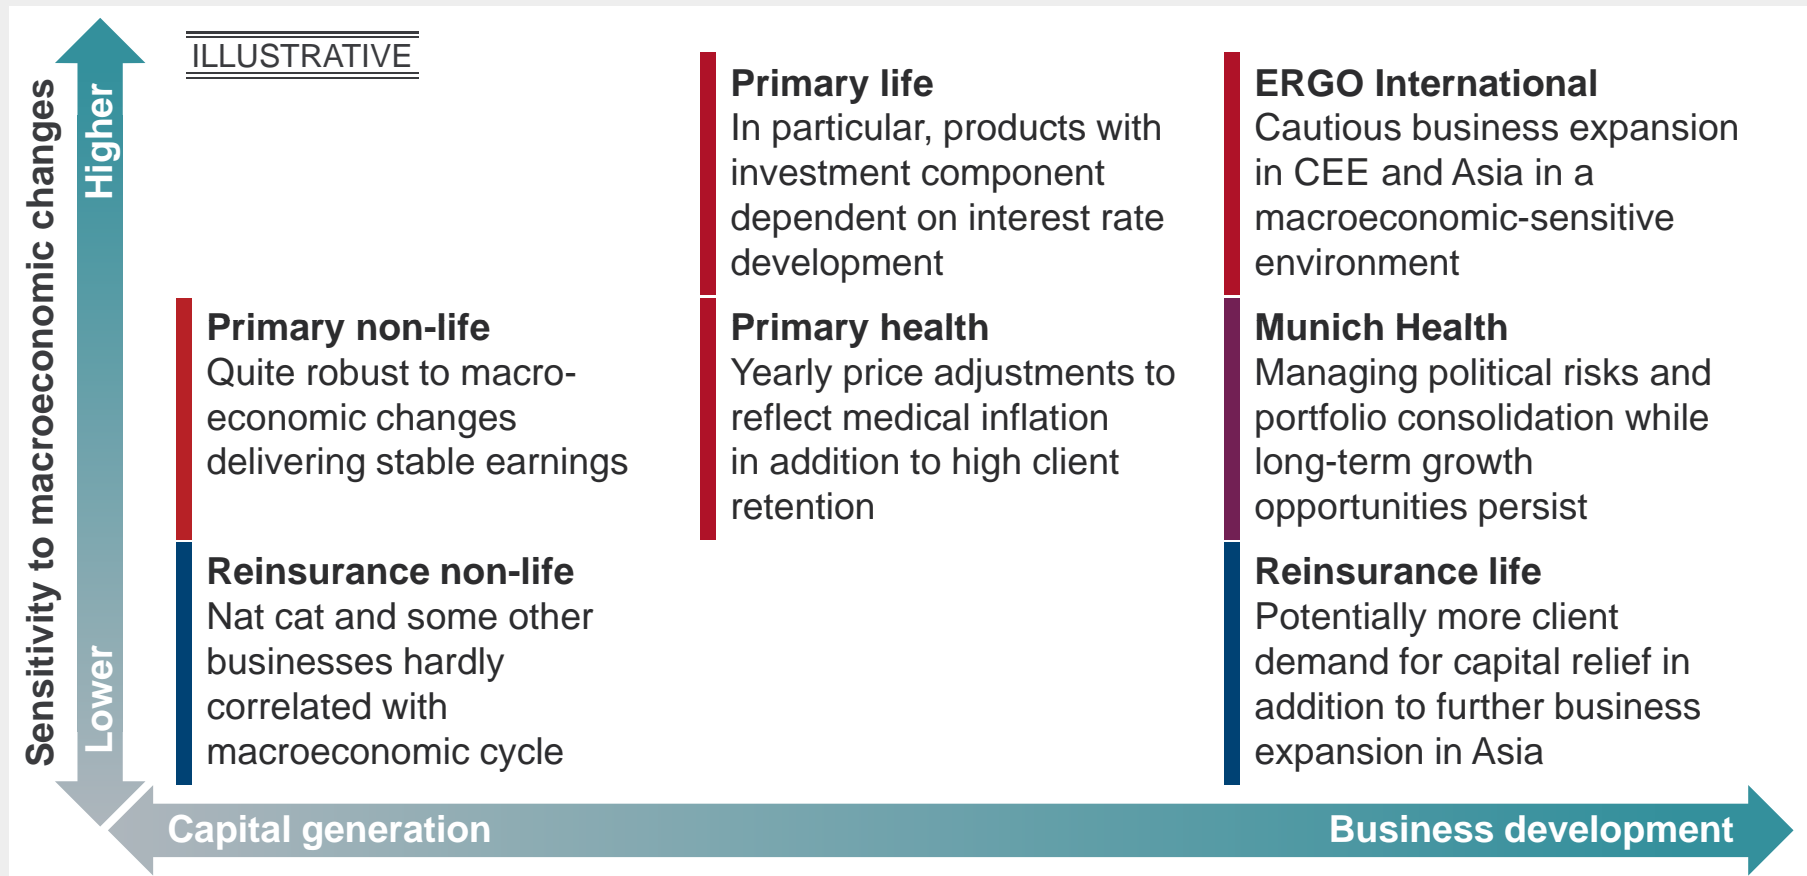 ILLUSTRATIVE
Sensitivity to macroeconomic changes
Higher
Lower
Primary life
In particular, products with
investment component
dependent on interest rate
development
ERGO International
Cautious business expansion
in CEE and Asia in a
macroeconomic-sensitive
environment
Primary non-life
Quite robust to macro-
economic changes
delivering stable earnings
Primary health
Yearly price adjustments to
reflect medical inflation
in addition to high client
retention
Munich Health
Managing political risks and
portfolio consolidation while
long-term growth
opportunities persist
Reinsurance non-life
Nat cat and some other
businesses hardly
correlated with
macroeconomic cycle
Reinsurance life
Potentially more client
demand for capital relief in
addition to further business
expansion in Asia
Capital generation
Business development